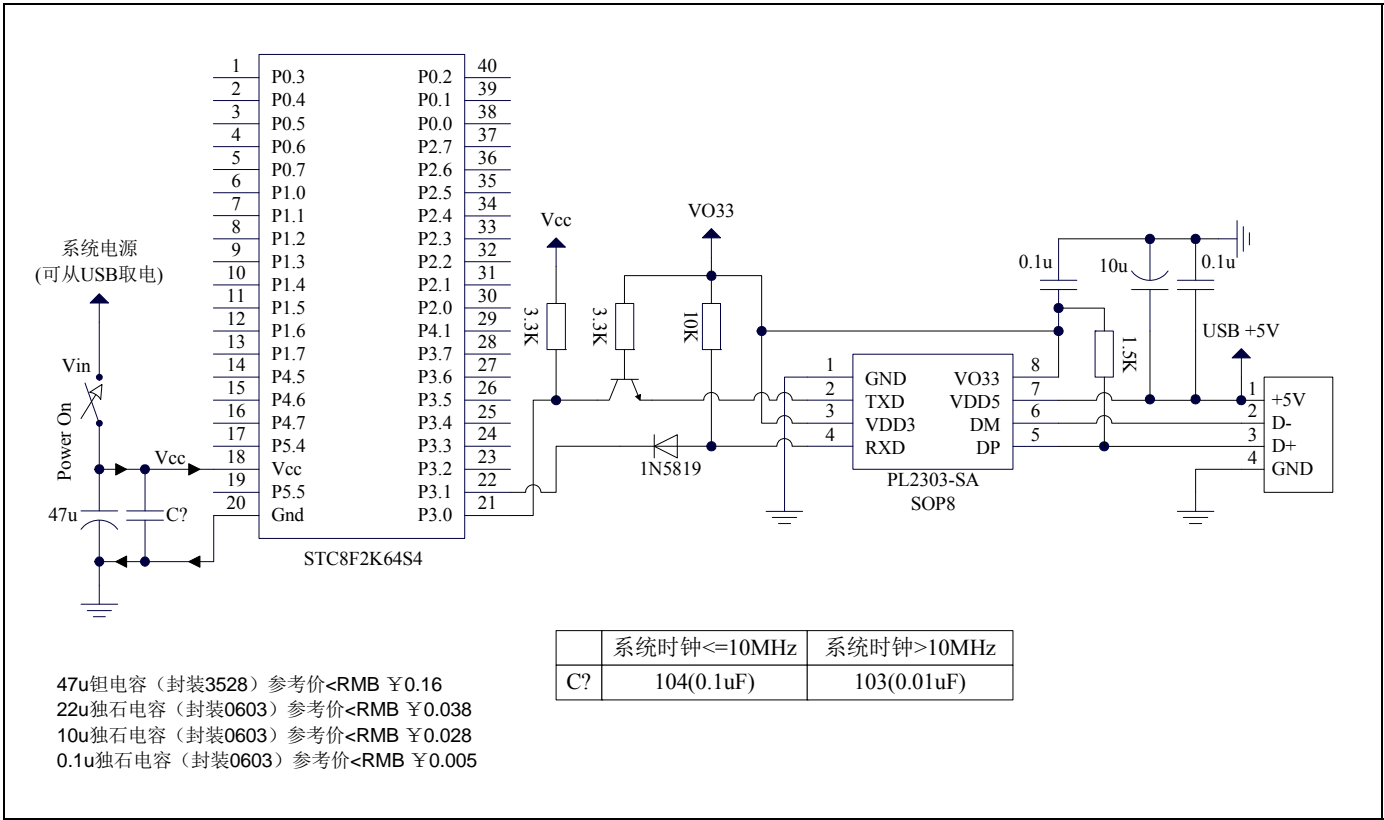 1 P0.3 P0.2 40
2 P0.4 P0.1 39
3 P0.5 P0.0 38
4 P0.6 P2.7 37
5 P0.7 P2.6 36
6 P1.0 P2.5 35
7 P1.1 P2.4 34
8 P1.2 P2.3 33
9 P1.3 P2.2 32
10 P1.4 P2.1 31
11 P1.5 P2.0 30
12 P1.6 P4.1 29
13 P1.7 P3.7 28
14 P4.5 P3.6 27
15 P4.6 P3.5 26
16 P4.7 P3.4 25
17 P5.4 P3.3 24
18 Vcc P3.2 23
19 P5.5 P3.1 22
20 Gnd P3.0 21
STC8F2K64S4
系统电源
(可从USB取电)
Vin
Power On
Vcc
47u
C?
Vcc
3.3K
3.3K
VO33
10K
1N5819
0.1u
10u
0.1u
1.5K
USB +5V
1 GND VO33 8
2 TXD VDD5 7
3 VDD3 DM 6
4 RXD DP 5
PL2303-SA
SOP8
1 +5V
2 D-
3 D+
4 GND
系统时钟<=10MHz 系统时钟>10MHz
C? 104(0.1uF) 103(0.01uF)
47u钽电容（封装3528）参考价<RMB ￥0.16
22u独石电容（封装0603）参考价<RMB ￥0.038
10u独石电容（封装0603）参考价<RMB ￥0.028
0.1u独石电容（封装0603）参考价<RMB ￥0.005